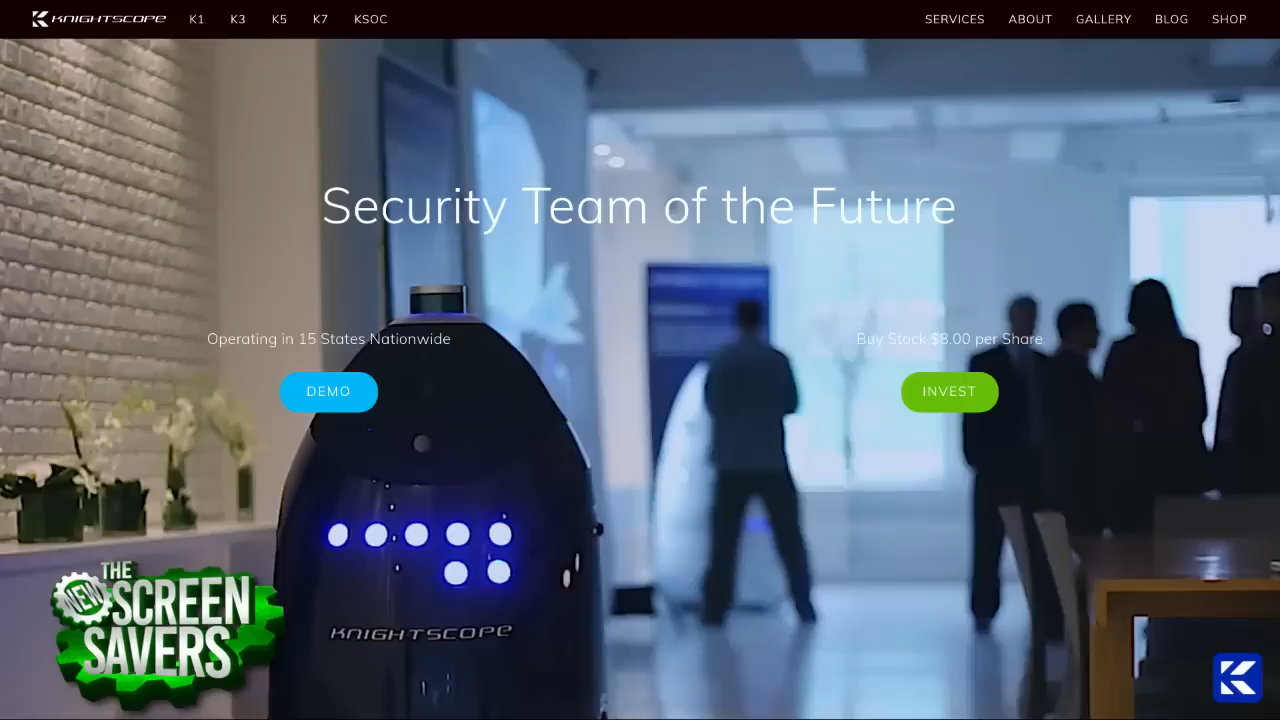 KNIGHTSCOPE K1 K3 K5 K7 KSOC SERVICES ABOUT GALLERY BLOG SHOP
Security Team of the Future
Operating in 15 States Nationwide
Buy Stock $8.00 per Share
DEMO
INVEST
KNIGHTSCOPE
THE
NEW
SCREEN
SAVERS